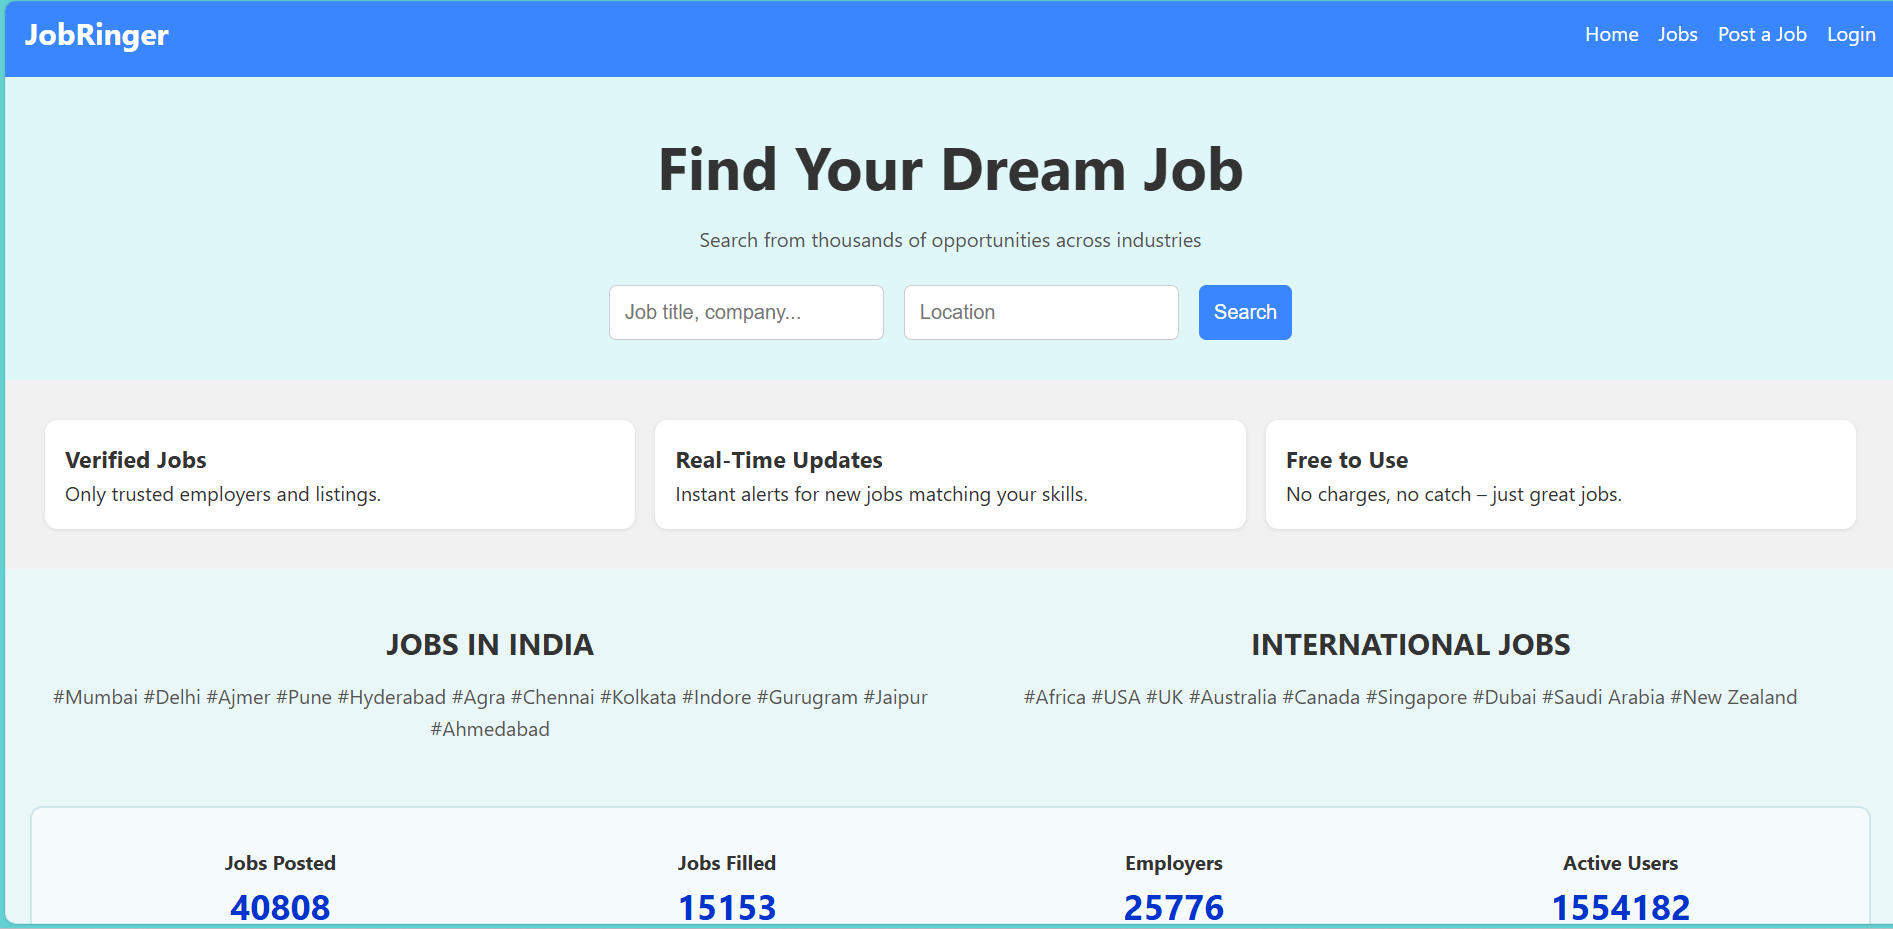 JobRinger
Home Jobs Post a Job Login
Find Your Dream Job
Search from thousands of opportunities across industries
Job title, company...
Location
Search
Verified Jobs
Only trusted employers and listings.
Real-Time Updates
Instant alerts for new jobs matching your skills.
Free to Use
No charges, no catch – just great jobs.
JOBS IN INDIA
#Mumbai #Delhi #Ajmer #Pune #Hyderabad #Agra #Chennai #Kolkata #Indore #Gurugram #Jaipur
#Ahmedabad
INTERNATIONAL JOBS
#Africa #USA #UK #Australia #Canada #Singapore #Dubai #Saudi Arabia #New Zealand
Jobs Posted
40808
Jobs Filled
15153
Employers
25776
Active Users
1554182